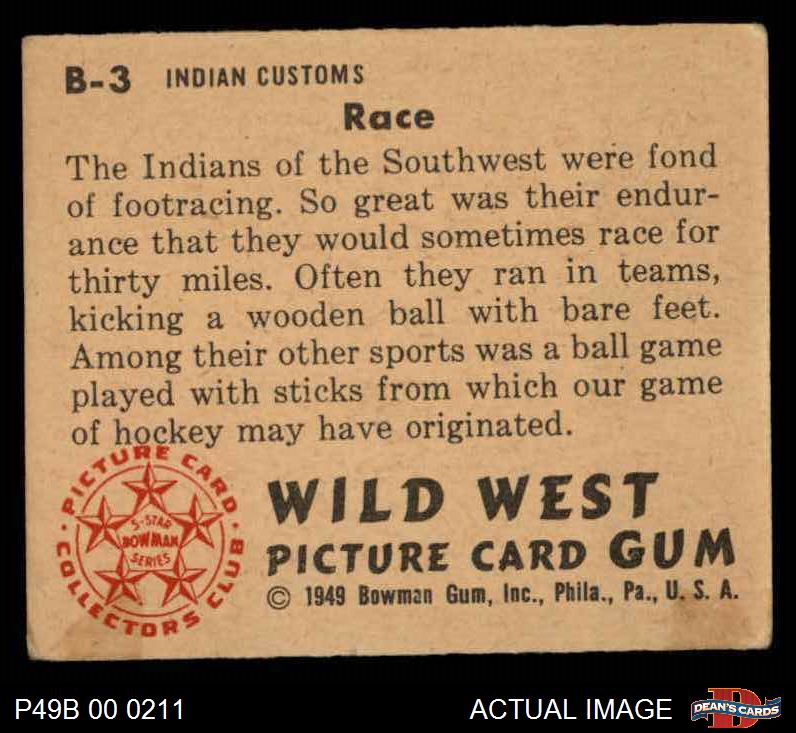 B-3 INDIAN CUSTOMS
Race
The Indians of the Southwest were fond
of footracing. So great was their endur-
ance that they would sometimes race for
thirty miles. Often they ran in teams,
kicking a wooden ball with bare feet.
Among their other sports was a ball game
played with sticks from which our game
of hockey may have originated.
PICTURE CARD
COLLECTORS CLUB
5-STAR
BOWMAN
SERIES
WILD WEST
PICTURE CARD GUM
© 1949 Bowman Gum, Inc., Phila., Pa., U. S. A.
P49B 00 0211
ACTUAL IMAGE
D
DEAN'S CARDS